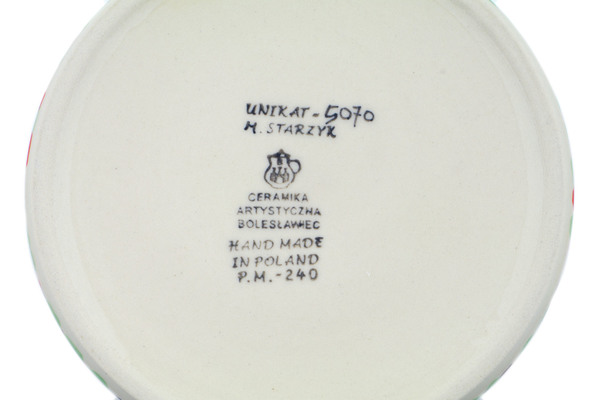 UNIKAT-5070
M. STARZYK
CERAMIKA
ARTYSTYCZNA
BOLESŁAWIEC
HAND MADE
IN POLAND
P.M.-240